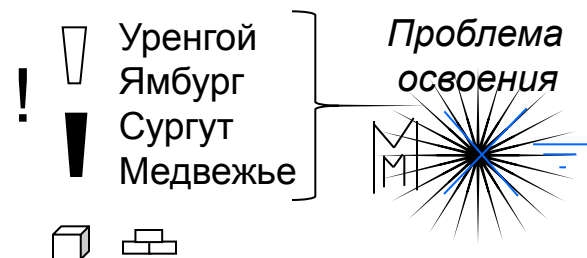 Уренгой
Ямбург
!
Сургут
Медвежье
Проблема
освоения